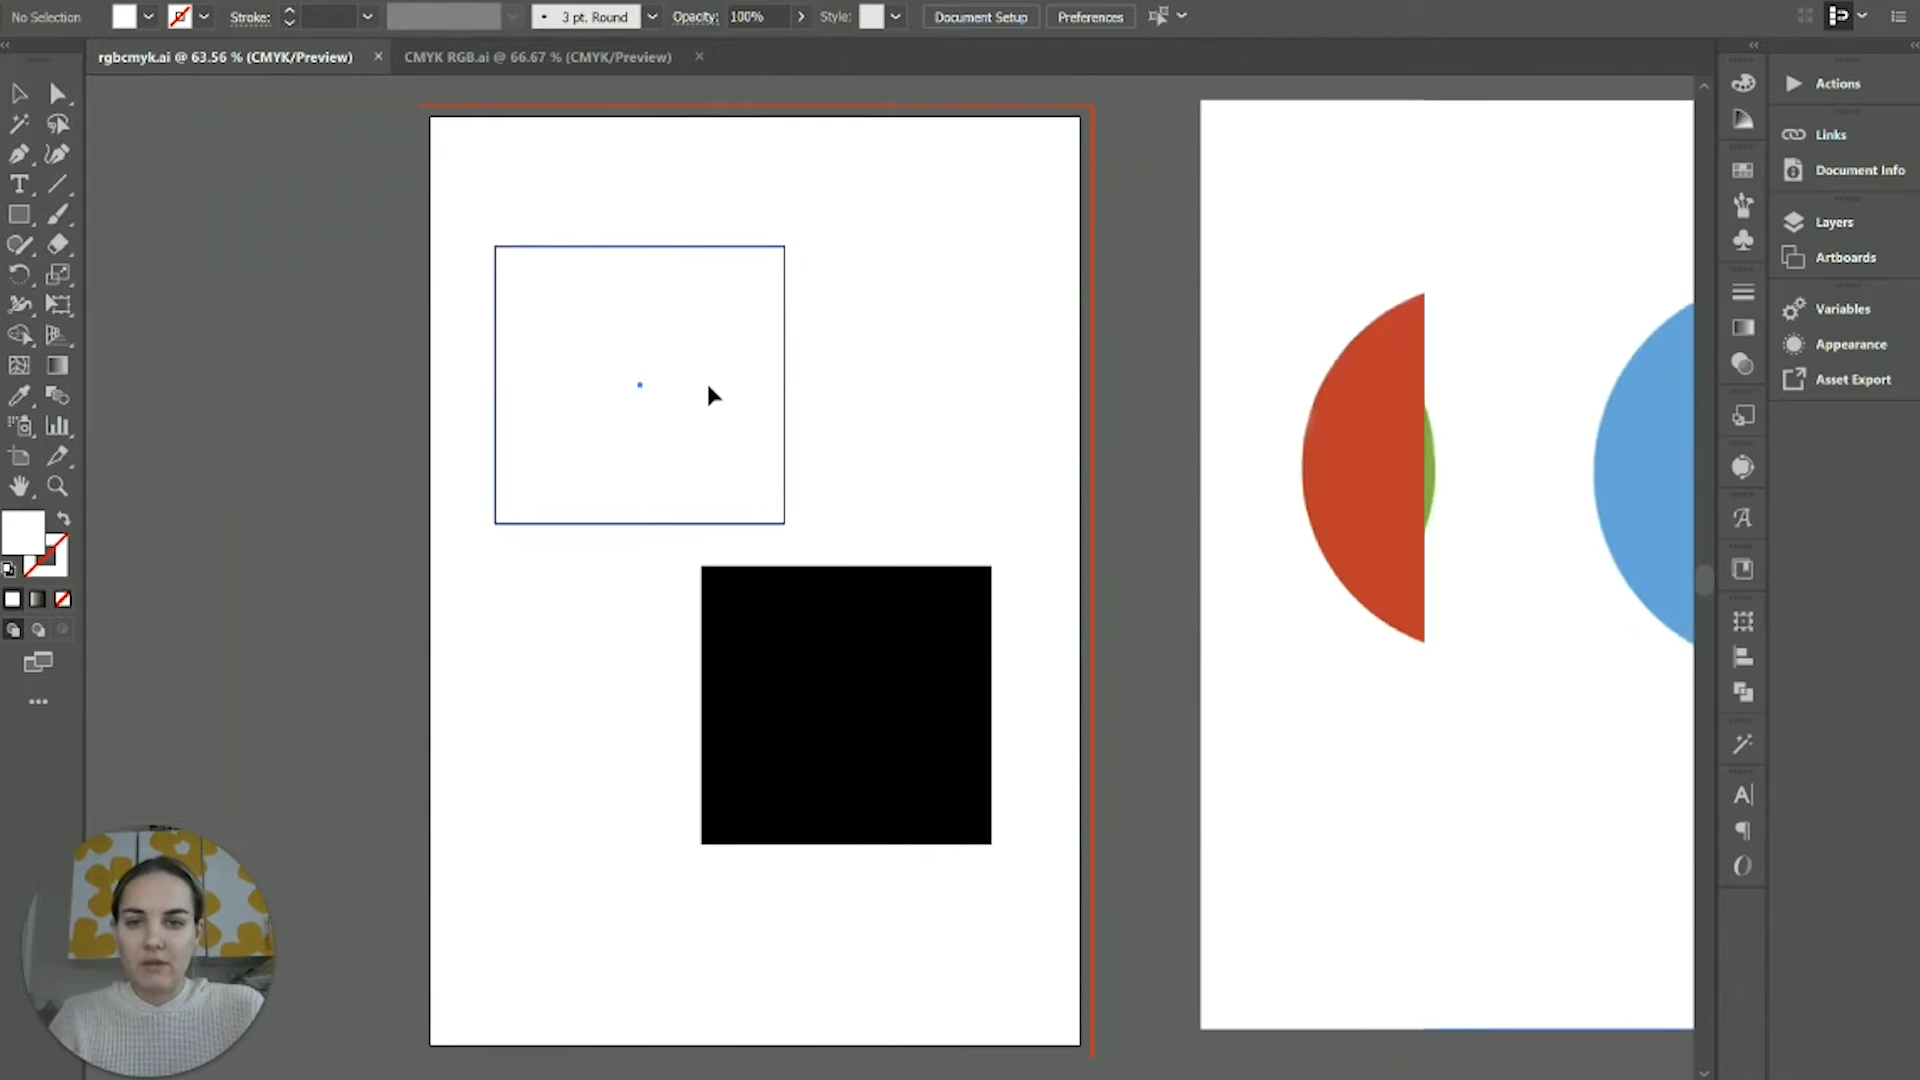 No Selection Stroke: 3 pt. Round Opacity: 100% Style: Document Setup Preferences
rgbcmyk.ai @ 63.56 % (CMYK/Preview) × CMYK RGB.ai @ 66.67 % (CMYK/Preview) ×
Actions
Links
Document Info
Layers
Artboards
Variables
Appearance
Asset Export